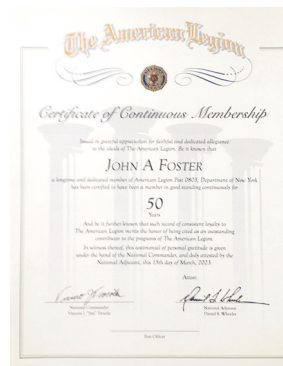 The American Legion
Certificate of Continuous Membership
Issued in grateful appreciation for faithful and dedicated allegiance
to the ideals of The American Legion. Be it known that
JOHN A FOSTER
a longtime and dedicated member of American Legion Post 0803, Department of New York
has been certified to have been a member in good standing continuously for
50
Years
And be it further known that such record of consistent loyalty to
The American Legion merits the honor of being cited as an outstanding
contributor to the programs of The American Legion.
In witness thereof, this testimonial of personal gratitude is given
under the hand of the National Commander, and duly attested by the
National Adjutant, this 15th day of March, 2023.
Attest:
National Commander
Vincent J. "Jim" Troiola
National Adjutant
Daniel S. Wheeler
Post Officer